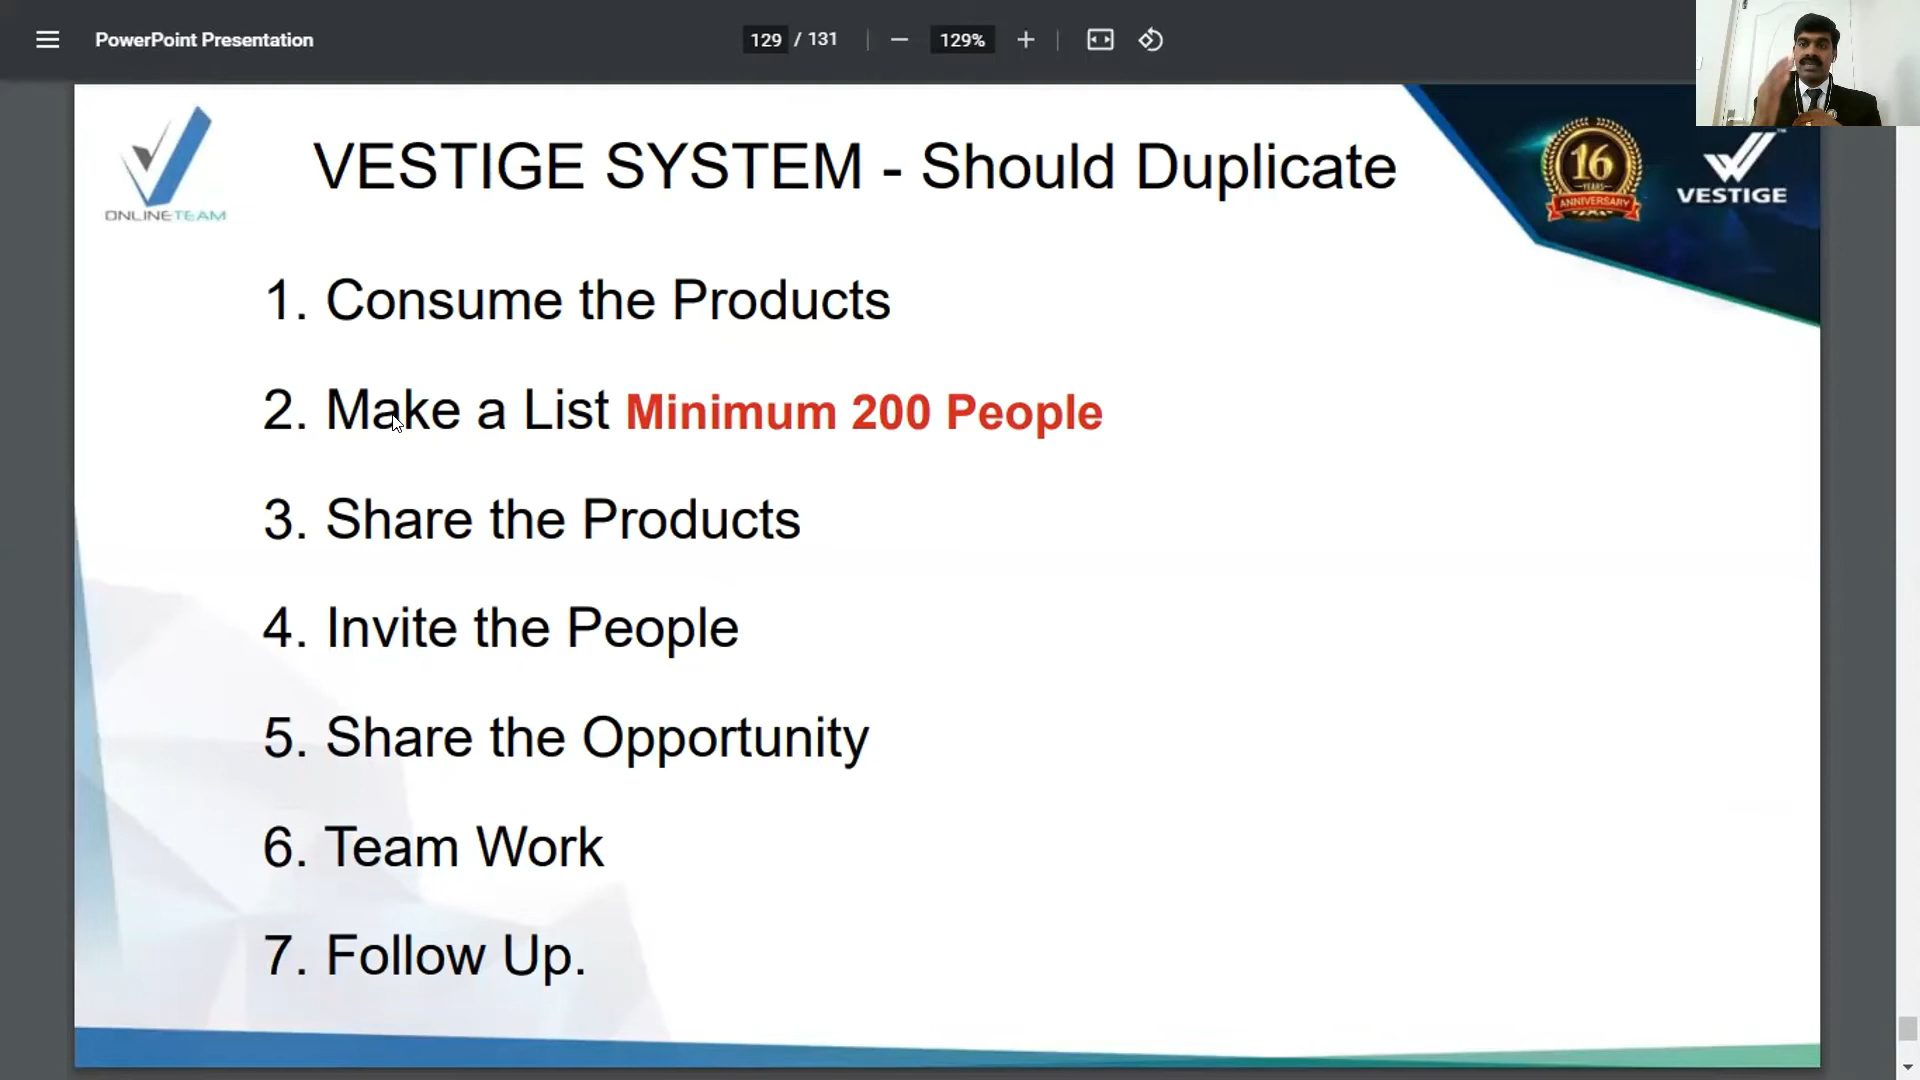 PowerPoint Presentation
129 / 131
129%
ONLINETEAM
VESTIGE SYSTEM - Should Duplicate
16
YEARS
ANNIVERSARY
VESTIGE
1. Consume the Products
2. Make a List Minimum 200 People
3. Share the Products
4. Invite the People
5. Share the Opportunity
6. Team Work
7. Follow Up.